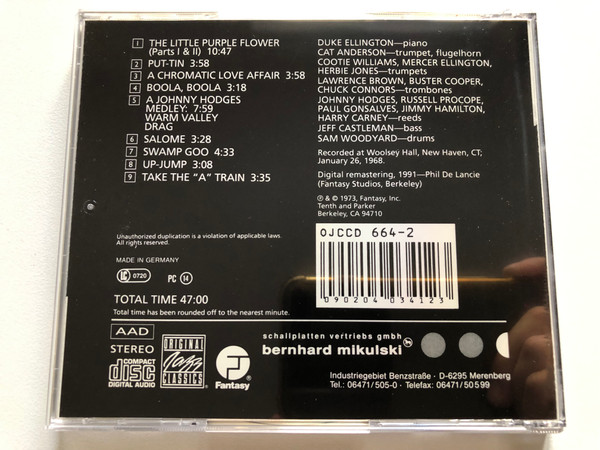 1 THE LITTLE PURPLE FLOWER
(Parts I & II) 10:47
2 PUT-TIN 3:58
3 A CHROMATIC LOVE AFFAIR 3:58
4 BOOLA, BOOLA 3:18
5 A JOHNNY HODGES
MEDLEY: 7:59
WARM VALLEY
DRAG
6 SALOME 3:28
7 SWAMP GOO 4:33
8 UP-JUMP 3:08
9 TAKE THE "A" TRAIN 3:35
DUKE ELLINGTON—piano
CAT ANDERSON—trumpet, flugelhorn
COOTIE WILLIAMS, MERCER ELLINGTON,
HERBIE JONES—trumpets
LAWRENCE BROWN, BUSTER COOPER,
CHUCK CONNORS—trombones
JOHNNY HODGES, RUSSELL PROCOPE,
PAUL GONSALVES, JIMMY HAMILTON,
HARRY CARNEY—reeds
JEFF CASTLEMAN—bass
SAM WOODYARD—drums
Recorded at Woolsey Hall, New Haven, CT;
January 26, 1968.
Digital remastering, 1991—Phil De Lancie
(Fantasy Studios, Berkeley)
℗ & © 1973, Fantasy, Inc.
Tenth and Parker
Berkeley, CA 94710
Unauthorized duplication is a violation of applicable laws.
All rights reserved.
MADE IN GERMANY
LC 0720
PC 14
TOTAL TIME 47:00
Total time has been rounded off to the nearest minute.
OJCCD 664-2
090204 034123
AAD
STEREO
COMPACT
disc
DIGITAL AUDIO
ORIGINAL
Jazz
CLASSICS
Fantasy
schallplatten vertriebs gmbh
bernhard mikulski
Industriegebiet Benzstraße · D-6295 Merenberg
Tel.: 06471/505-0 · Telefax: 06471/50599